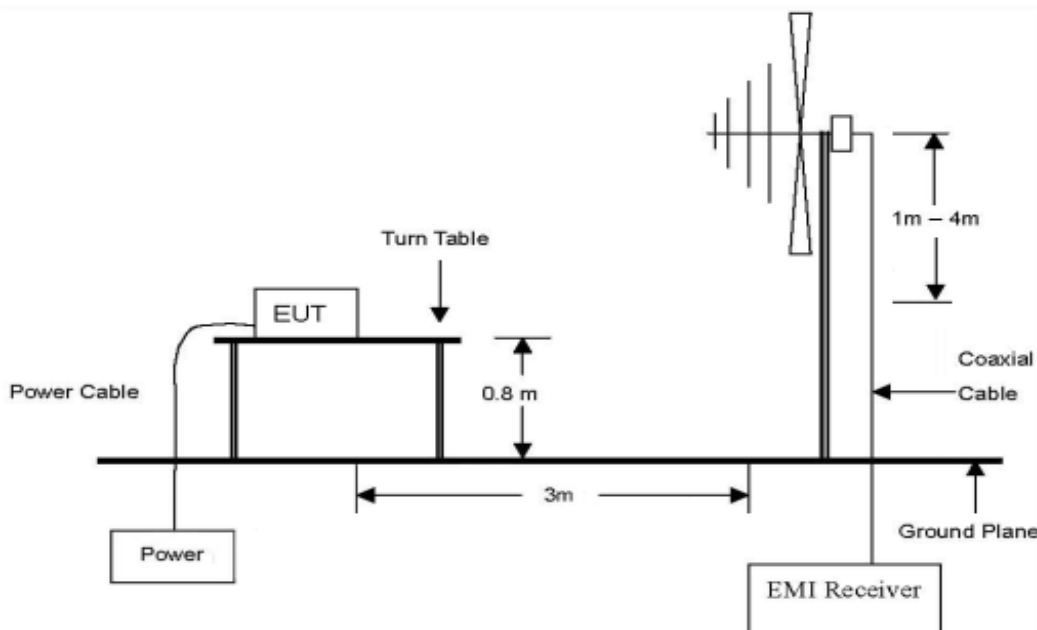 1m – 4m
Turn Table
EUT
Coaxial
Cable
Power Cable
0.8 m
3m
Ground Plane
Power
EMI Receiver